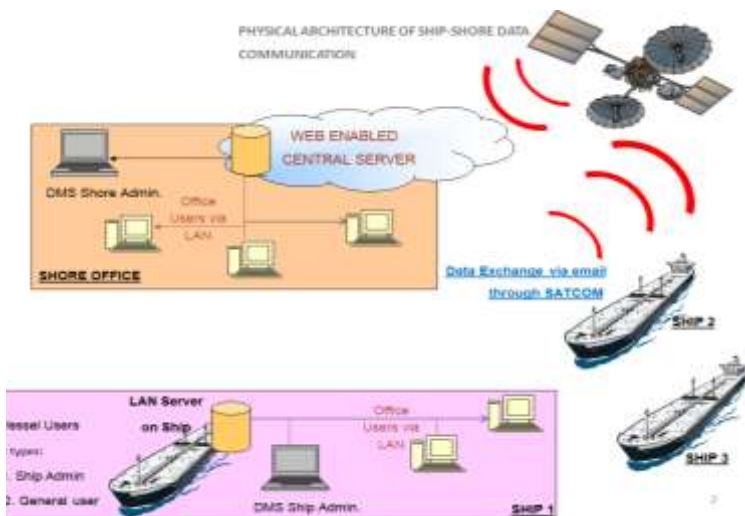 PHYSICAL ARCHITECTURE OF SHIP-SHORE DATA
COMMUNICATION
WEB ENABLED
CENTRAL SERVER
DMS Shore Admin.
Office
Users via
LAN
SHORE OFFICE
Data Exchange via email
through SATCOM
SHIP 2
LAN Server
on Ship
essel Users
types:
. Ship Admin
2. General user
Office
Users via
LAN
DMS Ship Admin.
SHIP 1
SHIP 3